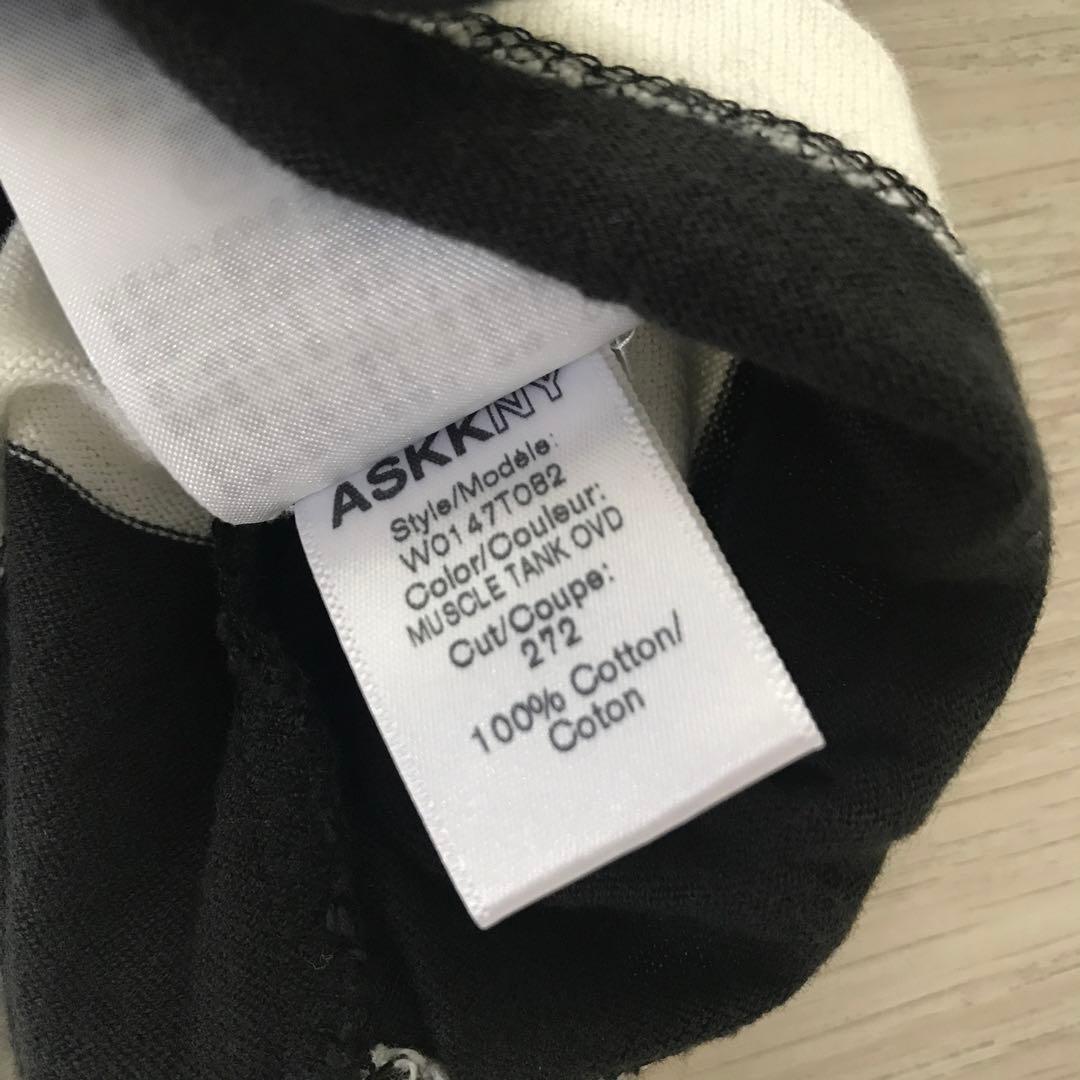 ASKKNY
Style/Modèle:
W0147T082
Color/Couleur:
MUSCLE TANK OVD
Cut/Coupe:
272
100% Cotton/
Coton